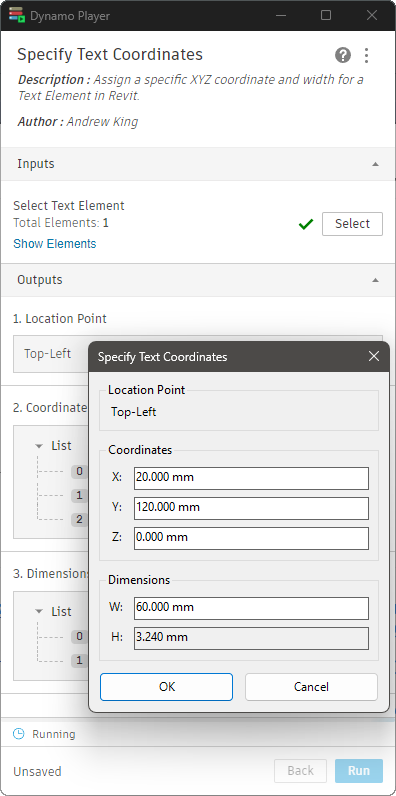 Dynamo Player
Specify Text Coordinates
Description : Assign a specific XYZ coordinate and width for a
Text Element in Revit.
Author : Andrew King
Inputs
Select Text Element
Total Elements: 1
Select
Show Elements
Outputs
1. Location Point
Top-Left
2. Coordinate
List
0
1
2
3. Dimensions
List
0
1
Specify Text Coordinates
Location Point
Top-Left
Coordinates
X: 20.000 mm
Y: 120.000 mm
Z: 0.000 mm
Dimensions
W: 60.000 mm
H: 3.240 mm
OK Cancel
Running
Unsaved Back Run